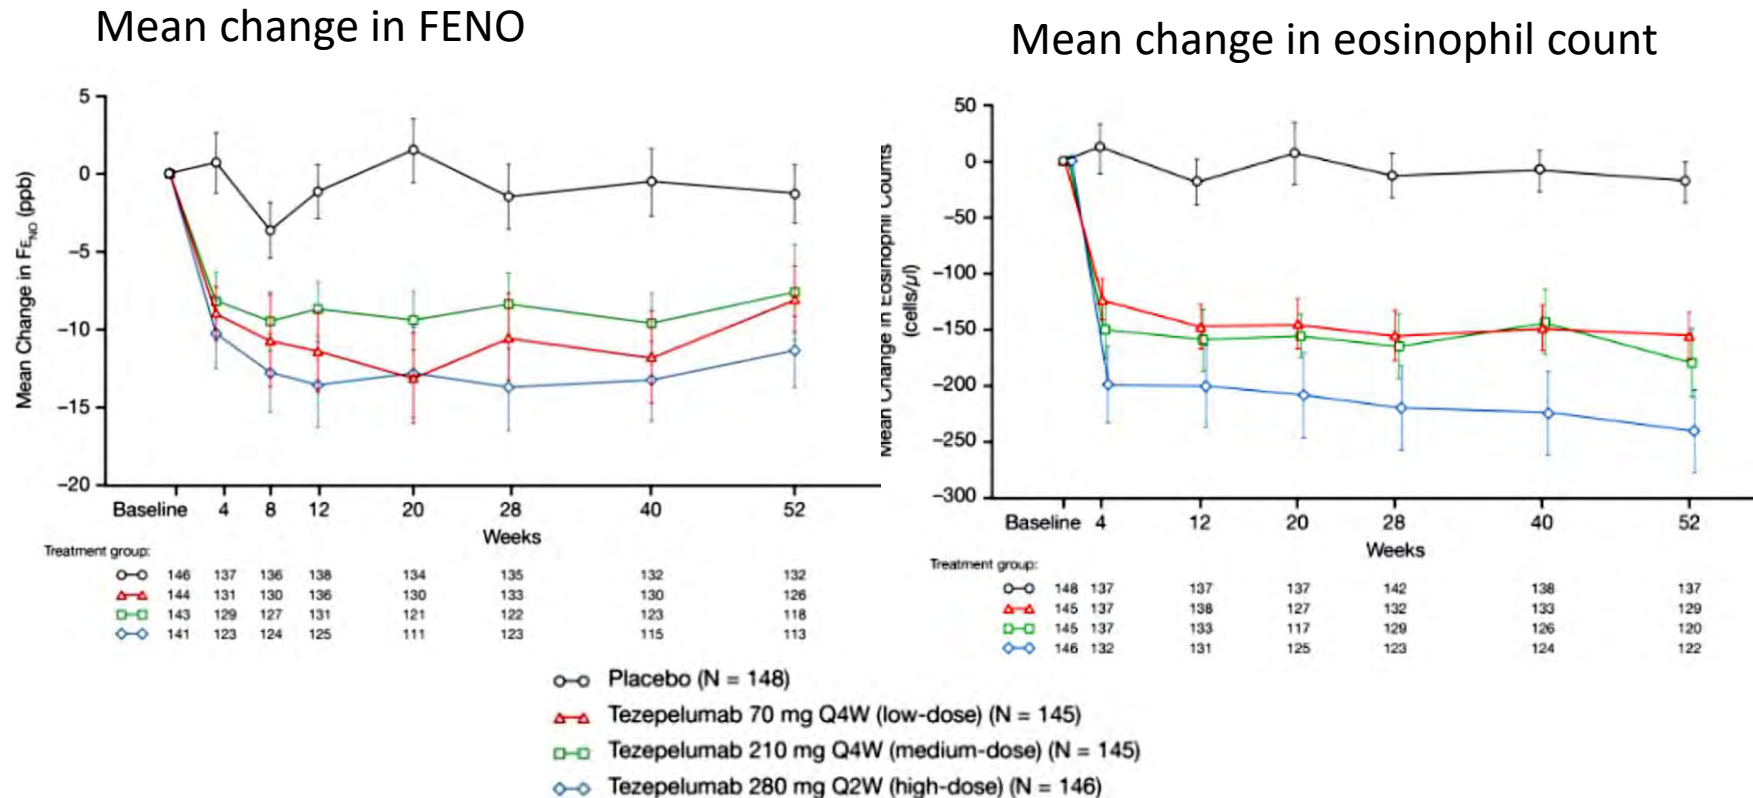 Mean change in FENO
Mean change in eosinophil count
Mean Change in FENO (ppb)
5
0
−5
−10
−15
−20
Baseline 4 8 12 20 28 40 52
Weeks
Treatment group:
146 137 136 138 134 135 132 132
144 131 130 136 130 133 130 126
143 129 127 131 121 122 123 118
141 123 124 125 111 123 115 113
Mean Change in Eosinophil Counts
(cells/μl)
50
0
−50
−100
−150
−200
−250
−300
Baseline 4 12 20 28 40 52
Weeks
Treatment group:
148 137 137 137 142 138 137
145 137 138 127 132 133 129
145 137 133 117 129 126 120
146 132 131 125 123 124 122
Placebo (N = 148)
Tezepelumab 70 mg Q4W (low-dose) (N = 145)
Tezepelumab 210 mg Q4W (medium-dose) (N = 145)
Tezepelumab 280 mg Q2W (high-dose) (N = 146)